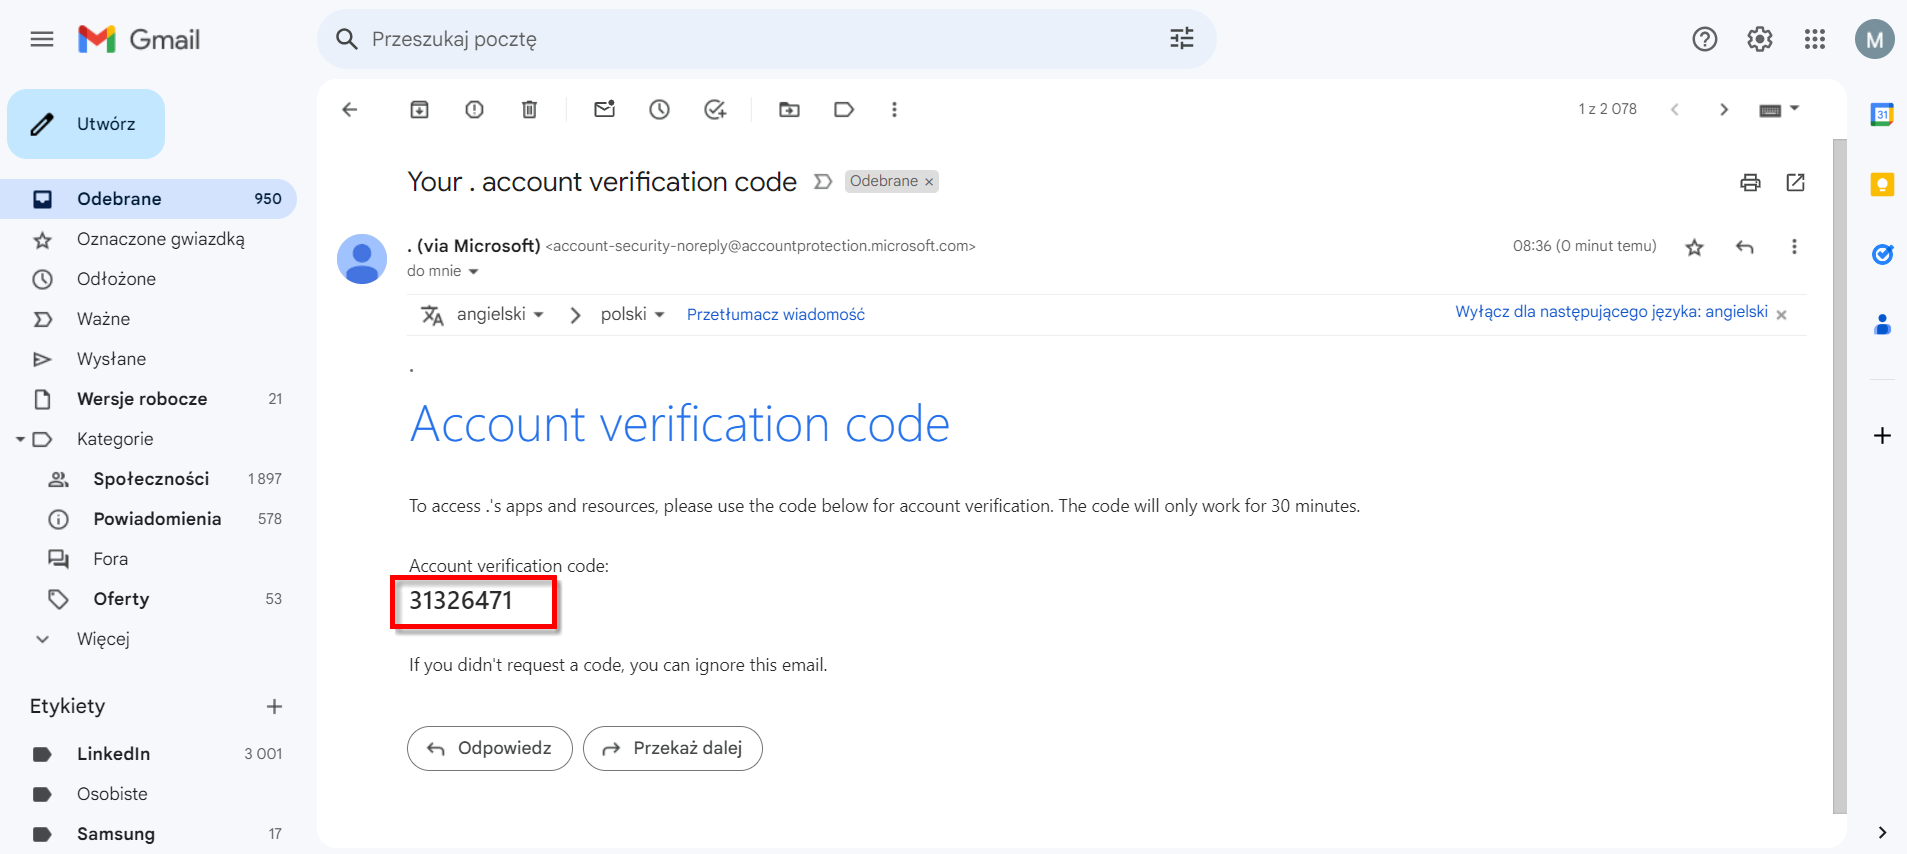 Gmail
Przeszukaj pocztę
M
Utwórz
1 z 2 078
31
Odebrane 950
Oznaczone gwiazdką
Odłożone
Ważne
Wysłane
Wersje robocze 21
Kategorie
Społeczności 1 897
Powiadomienia 578
Fora
Oferty 53
Więcej
Etykiety
LinkedIn 3 001
Osobiste
Samsung 17
Your . account verification code Odebrane ×
. (via Microsoft) <account-security-noreply@accountprotection.microsoft.com> 08:36 (0 minut temu)
do mnie
angielski > polski Przetłumacz wiadomość Wyłącz dla następującego języka: angielski ×
.
Account verification code
To access .'s apps and resources, please use the code below for account verification. The code will only work for 30 minutes.
Account verification code:
31326471
If you didn't request a code, you can ignore this email.
Odpowiedz Przekaż dalej